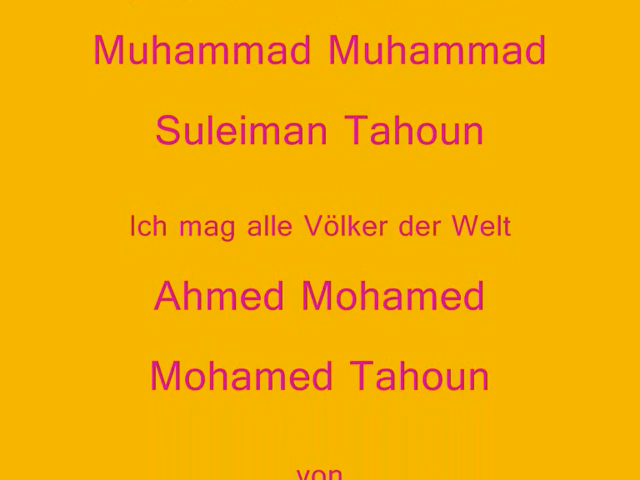 Muhammad Muhammad
Suleiman Tahoun
Ich mag alle Völker der Welt
Ahmed Mohamed
Mohamed Tahoun
von